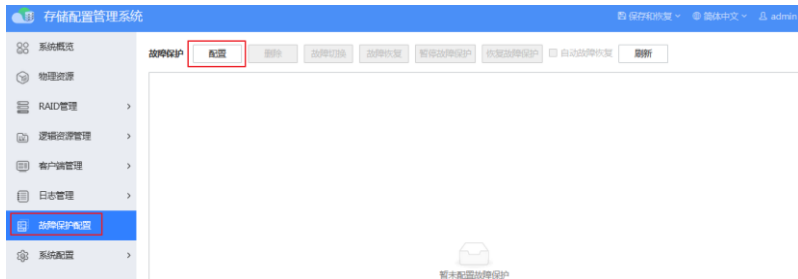 存储配置管理系统
保存和恢复 简体中文 admin
系统概览
物理资源
RAID管理
逻辑资源管理
客户端管理
日志管理
故障保护配置
系统配置
故障保护 配置 删除 故障切换 故障恢复 暂停故障保护 恢复故障保护 自动故障恢复 刷新
暂未配置故障保护